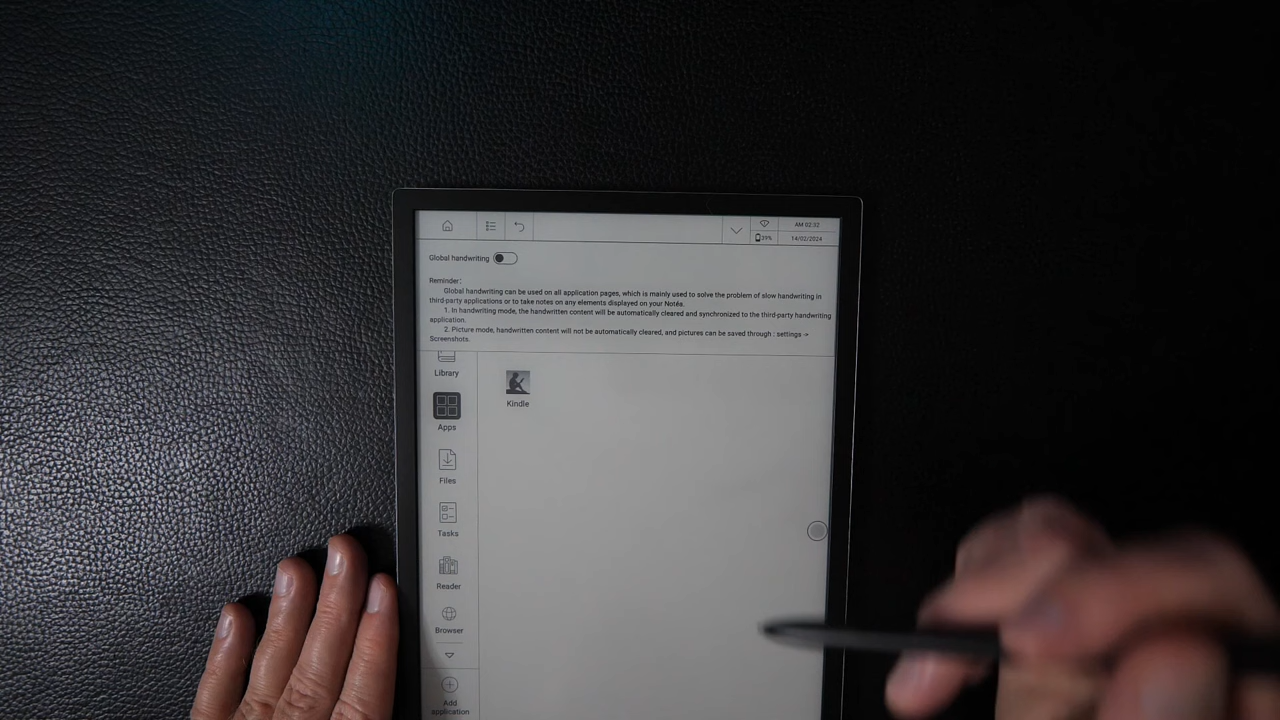 AM 02:33
39%
14/02/2024
Global handwriting
Reminder:
Global handwriting can be used on all application pages, which is mainly used to solve the problem of slow handwriting in
third-party applications or to take notes on any elements displayed on your Notéa.
1. In handwriting mode, the handwritten content will be automatically cleared and synchronized to the third-party handwriting
application.
2. Picture mode, handwritten content will not be automatically cleared, and pictures can be saved through : settings ->
Screenshots.
Library
Kindle
Apps
Files
Tasks
Reader
Browser
Add
application